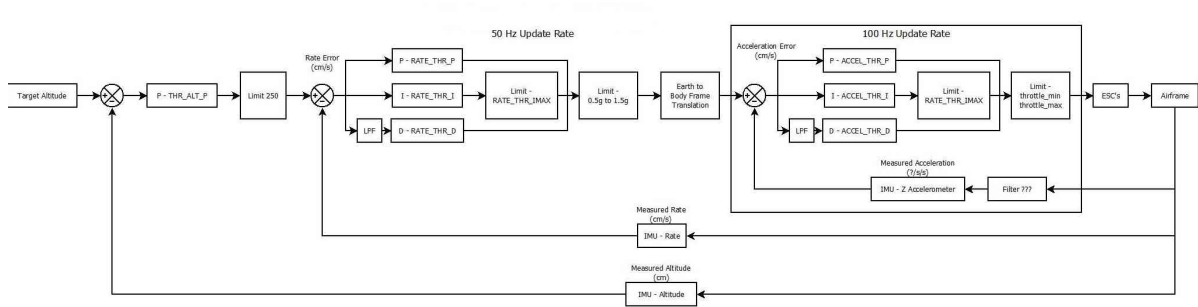 50 Hz Update Rate
100 Hz Update Rate
Rate Error
(cm/s)
Acceleration Error
(cm/s)
P - RATE_THR_P
P - ACCEL_THR_P
Target Altitude
P - THR_ALT_P
Limit 250
I - RATE_THR_I
Limit -
RATE_THR_IMAX
Limit -
0.5g to 1.5g
Earth to
Body Frame
Translation
I - ACCEL_THR_I
Limit -
RATE_THR_IMAX
Limit -
throttle_min
throttle_max
ESC's
Airframe
LPF
D - RATE_THR_D
LPF
D - ACCEL_THR_D
Measured Acceleration
(?/s/s)
IMU - Z Accelerometer
Filter ???
Measured Rate
(cm/s)
IMU - Rate
Measured Altitude
(cm)
IMU - Altitude